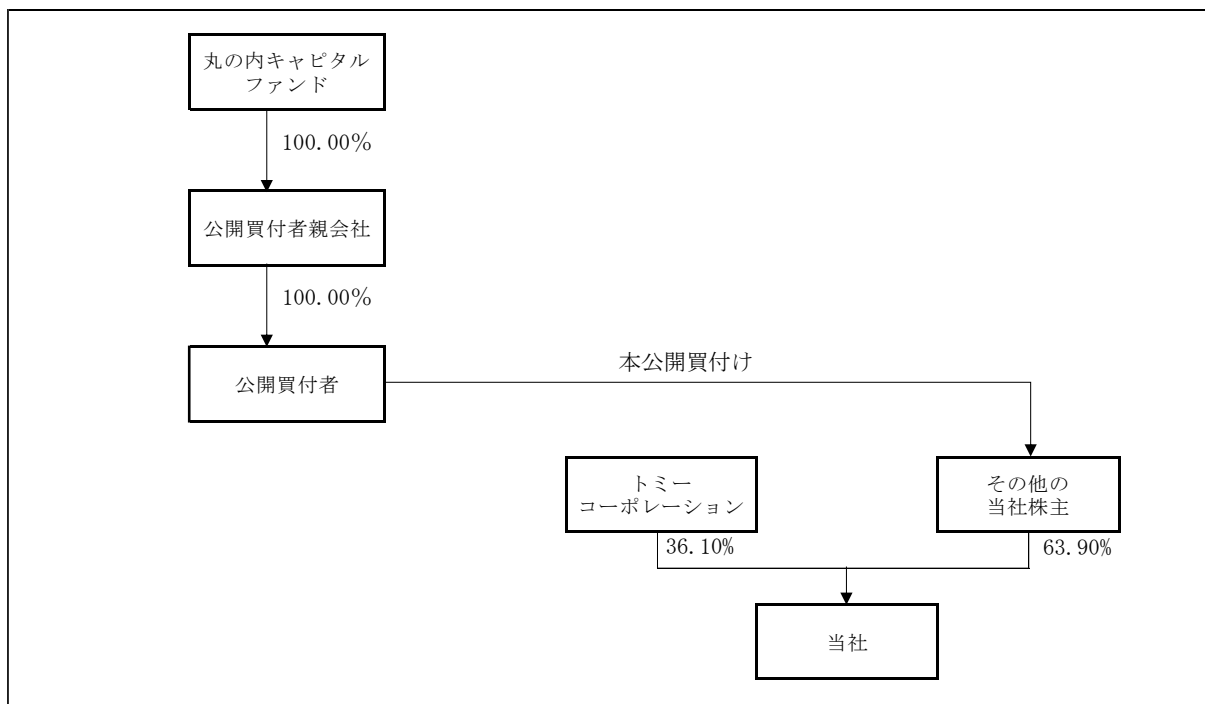 丸の内キャピタル
ファンド
100.00%
公開買付者親会社
100.00%
公開買付者
本公開買付け
トミー
コーポレーション
その他の
当社株主
36.10%
63.90%
当社